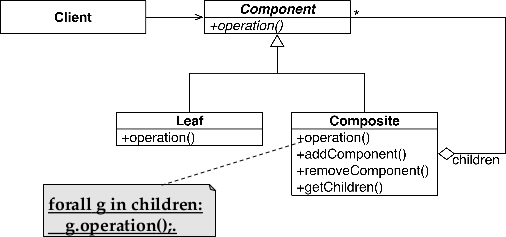 Client
Component
+operation()
*
Leaf
+operation()
Composite
+operation()
+addComponent()
+removeComponent()
+getChildren()
children
forall g in children:
g.operation();.